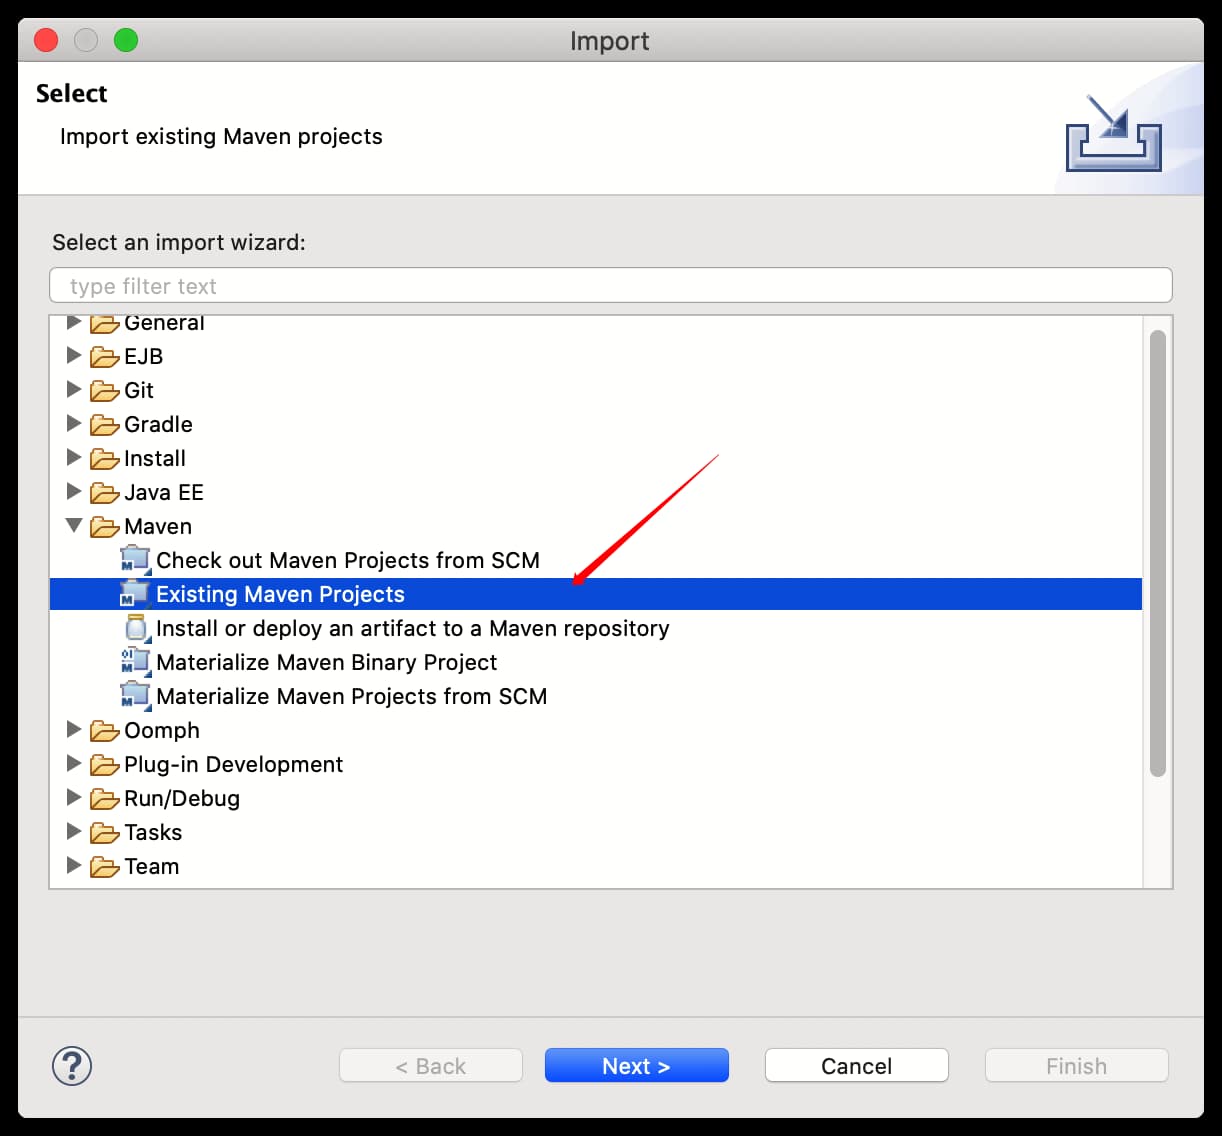 Import
Select
Import existing Maven projects
Select an import wizard:
type filter text
General
EJB
Git
Gradle
Install
Java EE
Maven
Check out Maven Projects from SCM
Existing Maven Projects
Install or deploy an artifact to a Maven repository
Materialize Maven Binary Project
Materialize Maven Projects from SCM
Oomph
Plug-in Development
Run/Debug
Tasks
Team
? < Back Next > Cancel Finish